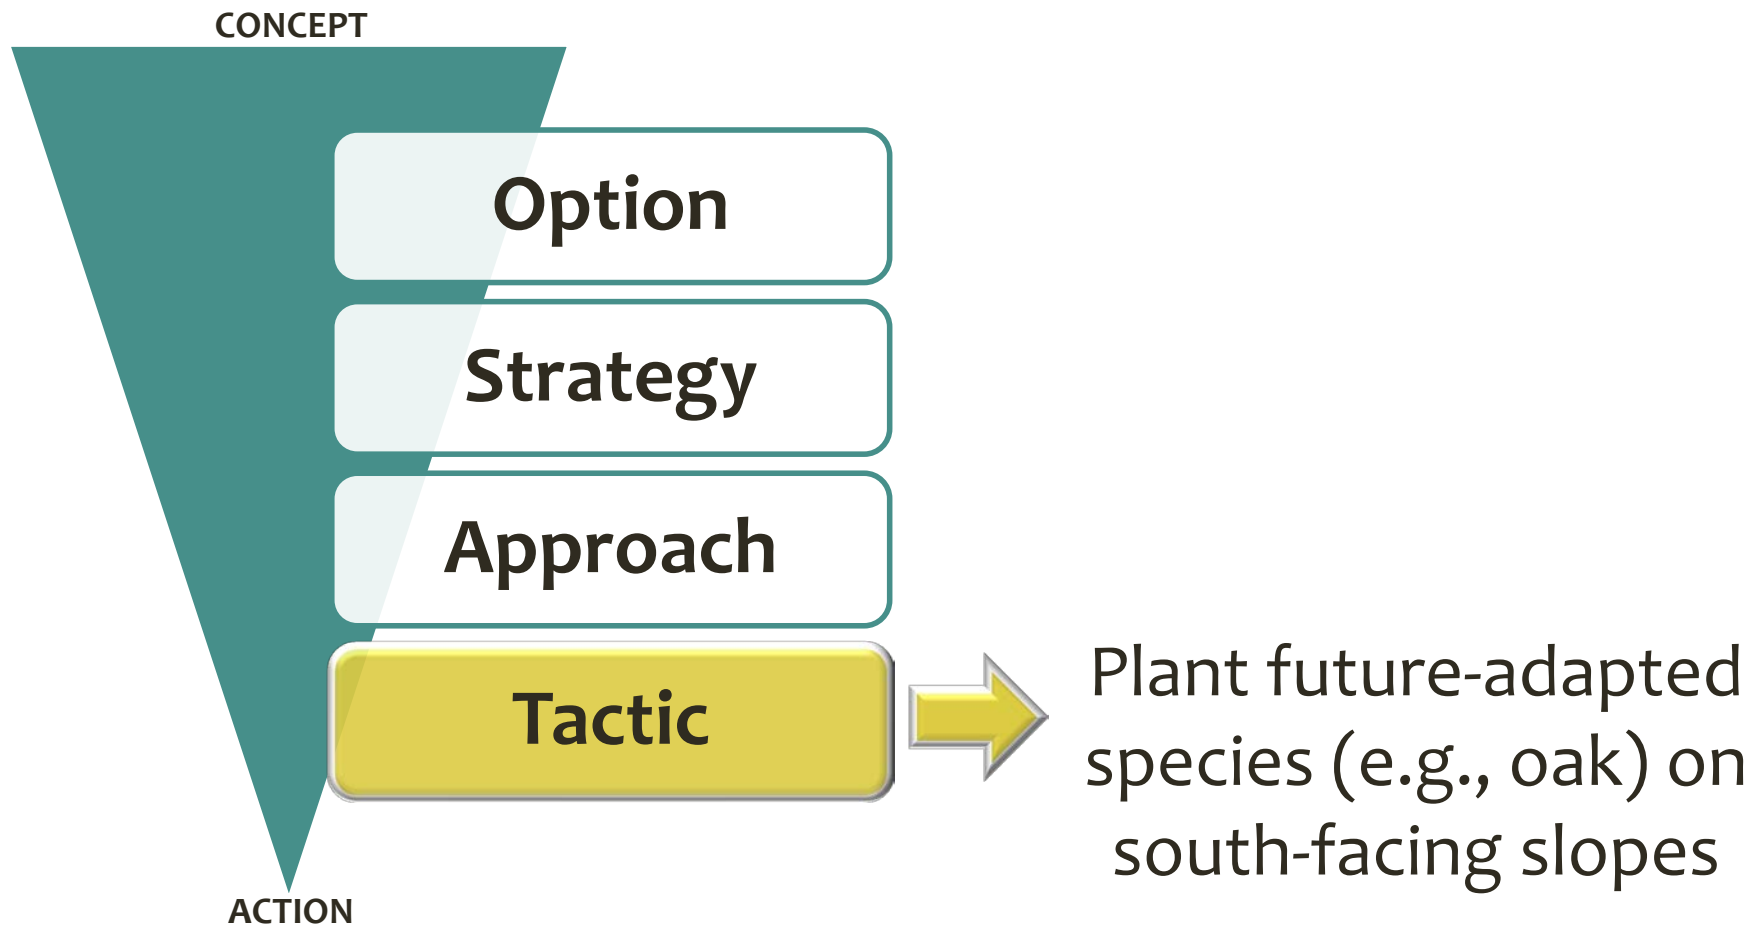 CONCEPT
Option
Strategy
Approach
Tactic
Plant future-adapted
species (e.g., oak) on
south-facing slopes
ACTION